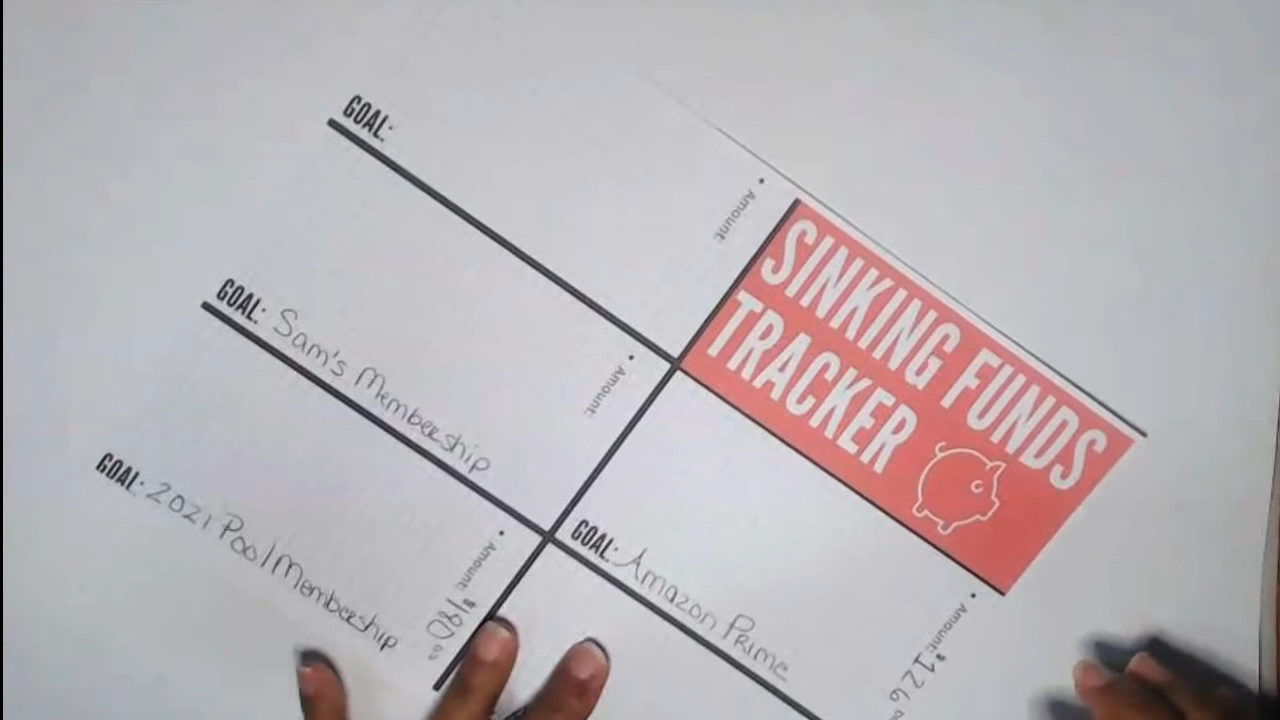 SINKING FUNDS
TRACKER
GOAL:
Amount:
GOAL: Sam's Membership
Amount:
GOAL: Amazon Prime
Amount: $126
GOAL: 2021 Pool Membership
Amount: $180.00